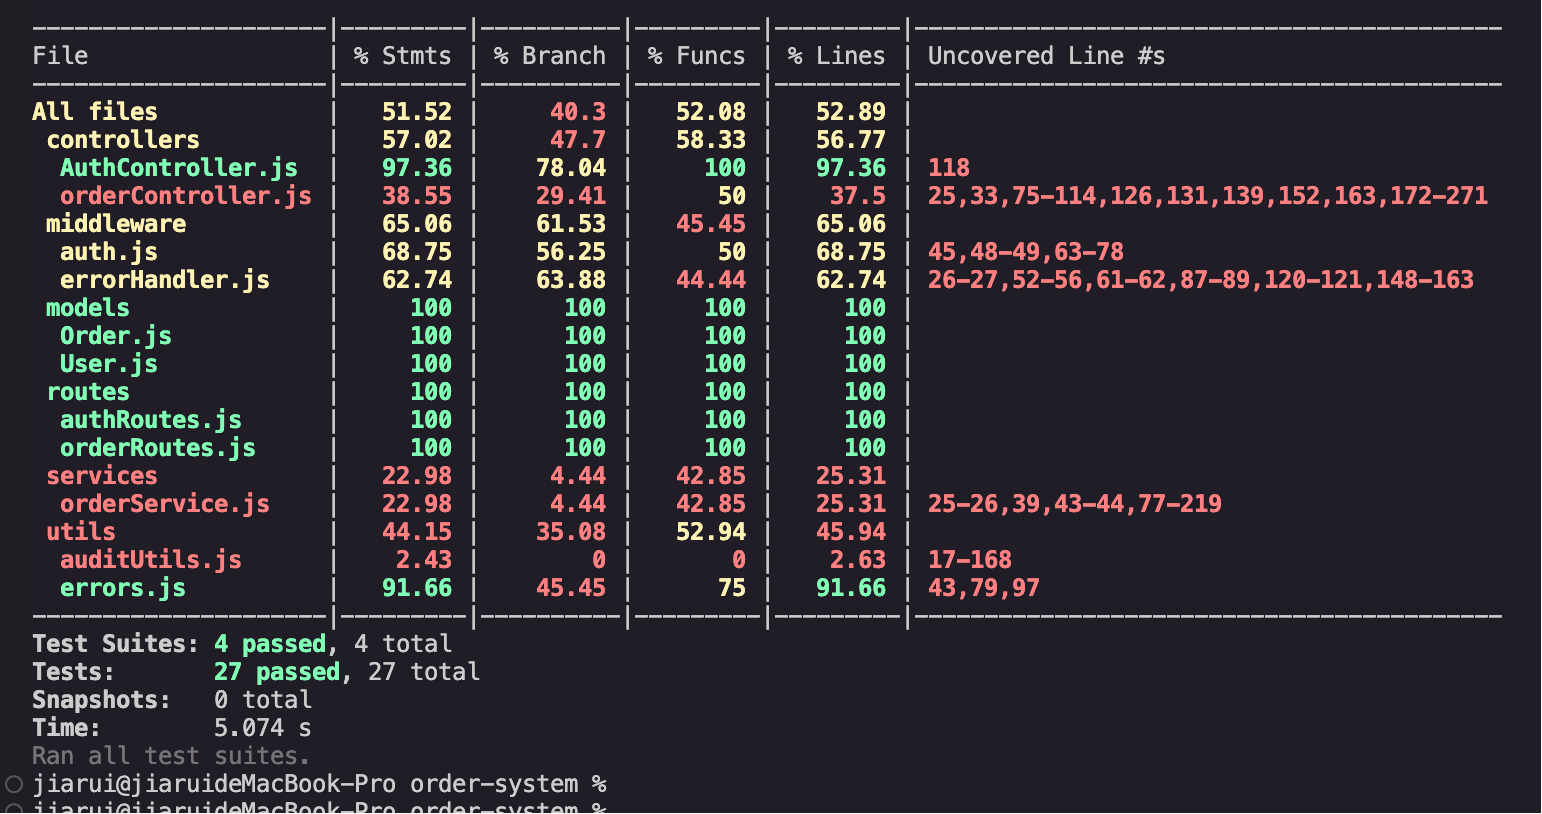 --------------------|---------|----------|---------|---------|------------------------------------------
File                | % Stmts | % Branch | % Funcs | % Lines | Uncovered Line #s
--------------------|---------|----------|---------|---------|------------------------------------------
All files           |   51.52 |     40.3 |   52.08 |   52.89 |
 controllers        |   57.02 |     47.7 |   58.33 |   56.77 |
  AuthController.js |   97.36 |    78.04 |     100 |   97.36 | 118
  orderController.js |   38.55 |    29.41 |      50 |    37.5 | 25,33,75-114,126,131,139,152,163,172-271
 middleware         |   65.06 |    61.53 |   45.45 |   65.06 |
  auth.js           |   68.75 |    56.25 |      50 |   68.75 | 45,48-49,63-78
  errorHandler.js   |   62.74 |    63.88 |   44.44 |   62.74 | 26-27,52-56,61-62,87-89,120-121,148-163
 models             |     100 |      100 |     100 |     100 |
  Order.js          |     100 |      100 |     100 |     100 |
  User.js           |     100 |      100 |     100 |     100 |
 routes             |     100 |      100 |     100 |     100 |
  authRoutes.js     |     100 |      100 |     100 |     100 |
  orderRoutes.js    |     100 |      100 |     100 |     100 |
 services           |   22.98 |     4.44 |   42.85 |   25.31 |
  orderService.js   |   22.98 |     4.44 |   42.85 |   25.31 | 25-26,39,43-44,77-219
 utils              |   44.15 |    35.08 |   52.94 |   45.94 |
  auditUtils.js     |    2.43 |        0 |       0 |    2.63 | 17-168
  errors.js         |   91.66 |    45.45 |      75 |   91.66 | 43,79,97
--------------------|---------|----------|---------|---------|------------------------------------------
Test Suites: 4 passed, 4 total
Tests:       27 passed, 27 total
Snapshots:   0 total
Time:        5.074 s
Ran all test suites.
jiarui@jiaruideMacBook-Pro order-system %
jiarui@jiaruideMacBook-Pro order-system %